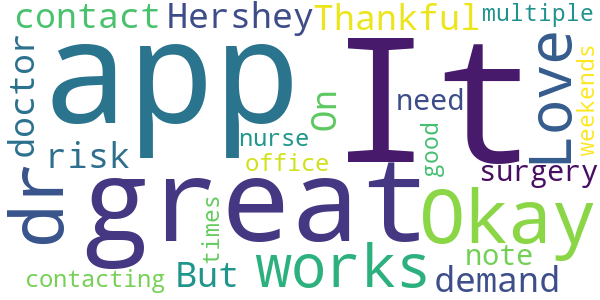 contact
Hershey
Thankful
multiple
app
It
doctor
dr
risk
On
need
Love
weekends
nurse
office
good
surgery
great
Okay
times
works
note
contacting
But
demand